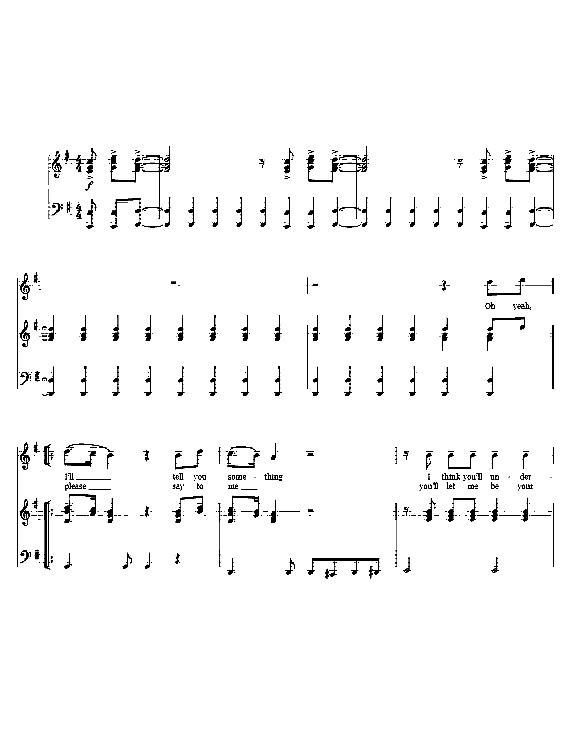 f
Oh yeah,
i'll tell you some - thing I think you'll un - der -
please say to me you'll let me be your